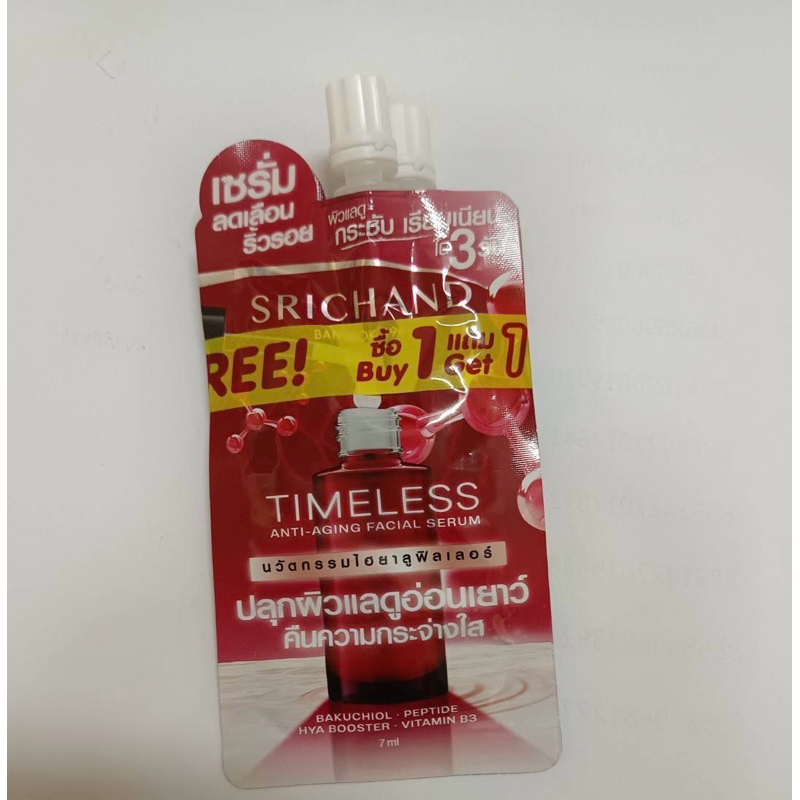 เซรั่ม
ลดเลือน
ริ้วรอย
ผิวแลดู
กระชับ เรียบเนียน
3
SRICHAND
REE!
ซื้อ 1 แถม 1
Buy Get
TIMELESS
ANTI-AGING FACIAL SERUM
นวัตกรรมไฮยาลูฟิลเลอร์
ปลุกผิวแลดูอ่อนเยาว์
คืนความกระจ่างใส
BAKUCHIOL · PEPTIDE
HYA BOOSTER · VITAMIN B3
7 ml